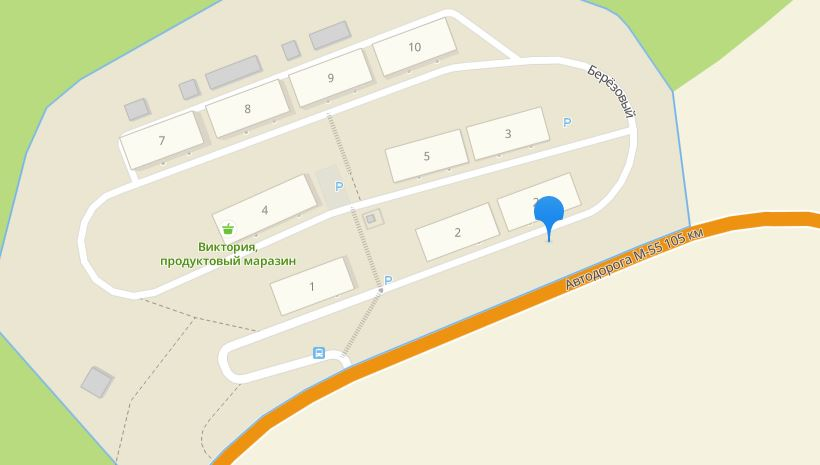 10
9
8
7
Берёзовый
3
P
5
P
4
2
Виктория,
продуктовый маразин
Автодорога М-55 105 км
P
1